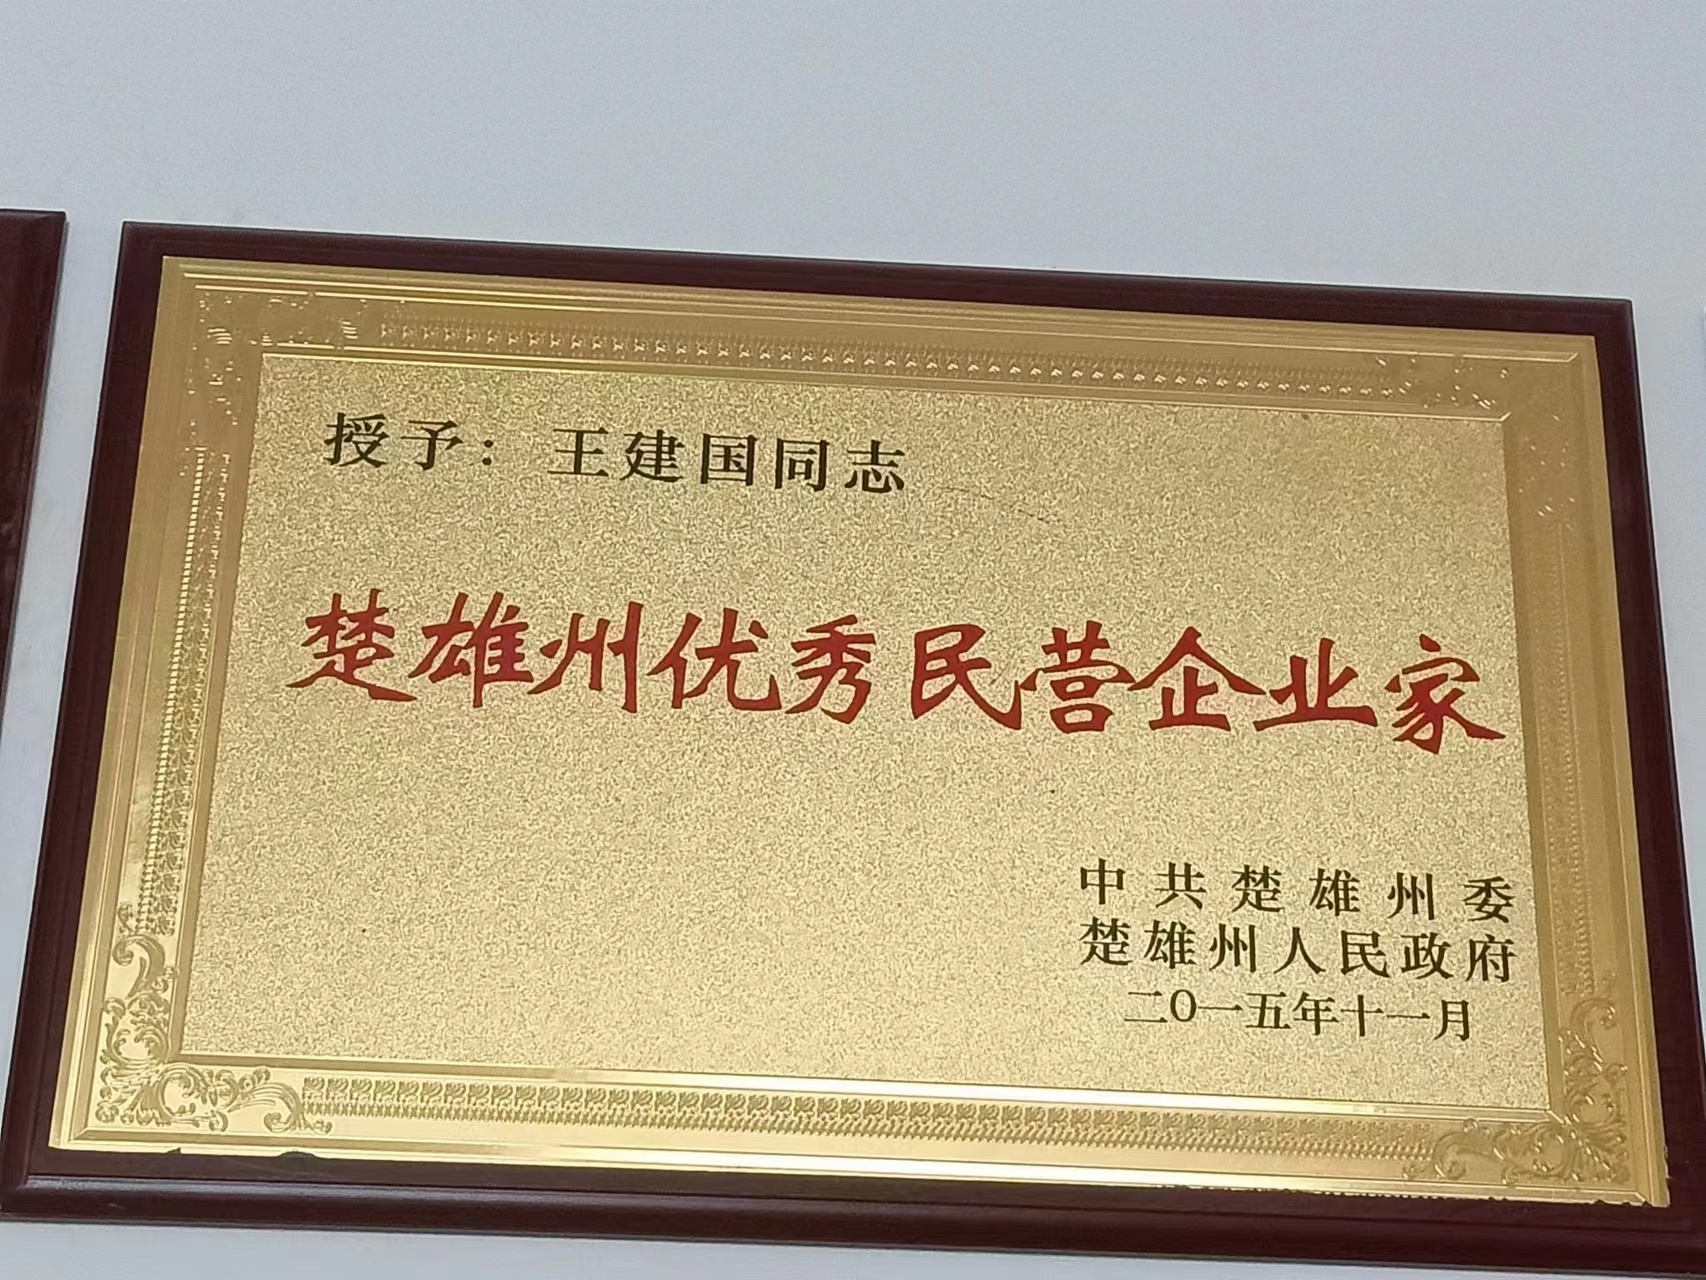 授予：王建国同志
楚雄州优秀民营企业家
中共楚雄州委
楚雄州人民政府
二〇一五年十一月